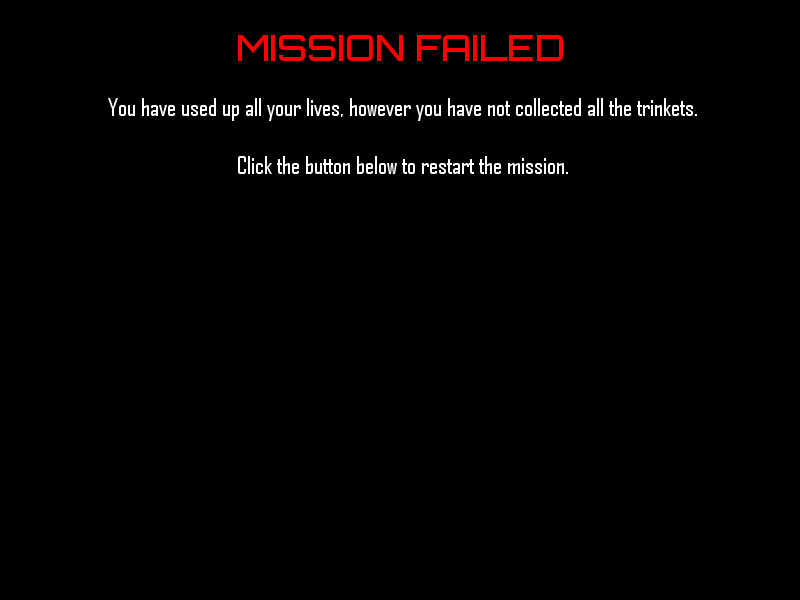 MISSION FAILED
You have used up all your lives, however you have not collected all the trinkets.
Click the button below to restart the mission.